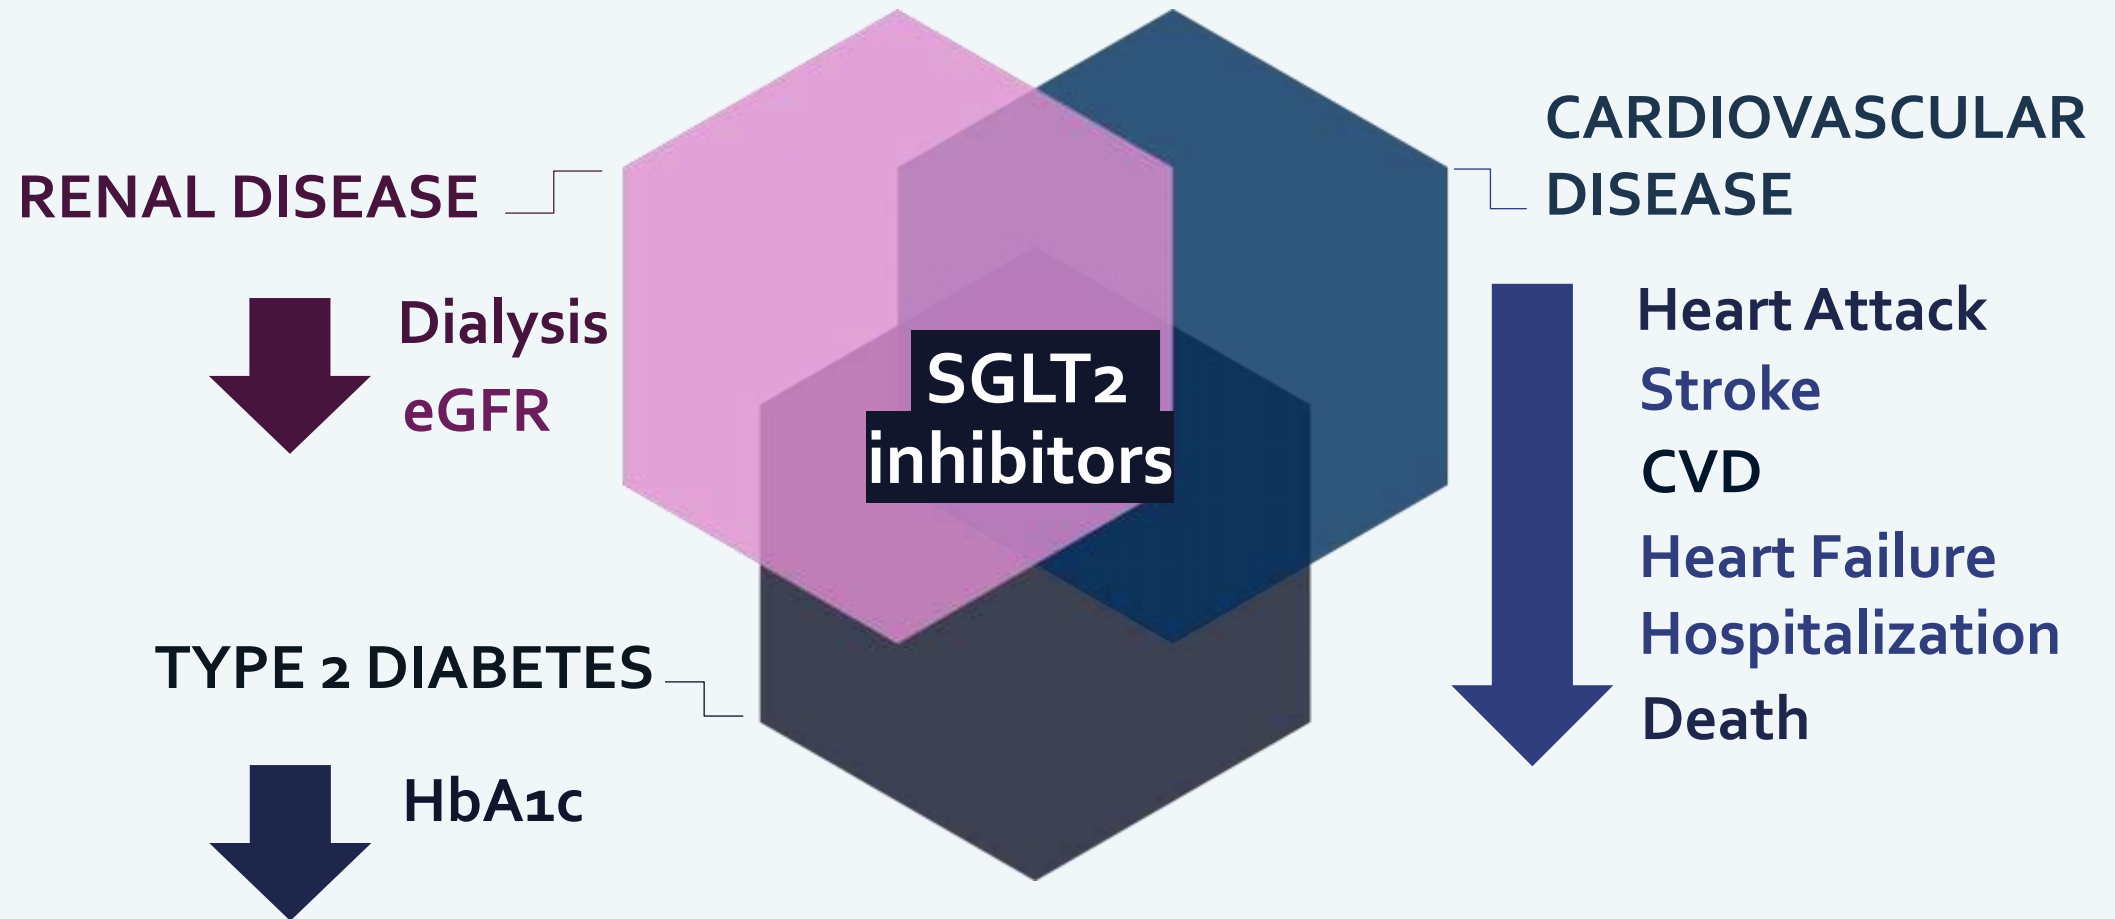 RENAL DISEASE
Dialysis
eGFR
TYPE 2 DIABETES
HbA1c
SGLT2
inhibitors
CARDIOVASCULAR
DISEASE
Heart Attack
Stroke
CVD
Heart Failure
Hospitalization
Death